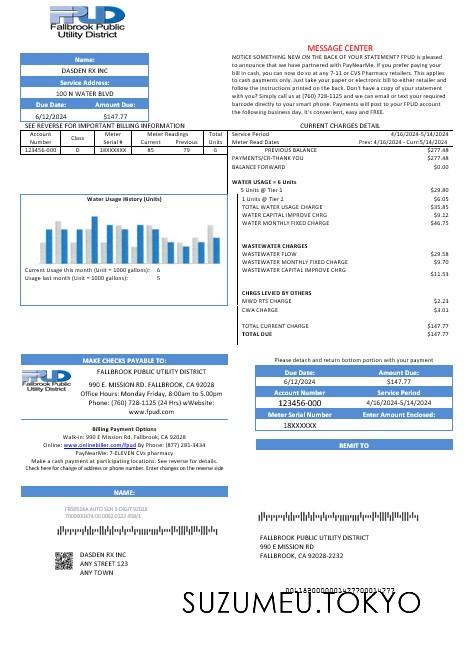 Fallbrook Public
Utility District
Name:
DASDEN RX INC
Service Address:
100 N WATER BLVD
Due Date: Amount Due:
6/12/2024 $147.77
MESSAGE CENTER
NOTICE SOMETHING NEW ON THE BACK OF YOUR STATEMENT? FPUD is pleased
to announce that we have partnered with PayNearMe. If you prefer paying your
bill in cash, you can now do so at any 7-11 or CVS Pharmacy retailers. This applies
to cash payments only. Just take your paper or electronic bill to either retailer and
follow the instructions printed on the back. Don't have a copy of your statement
with you? Simply call us at (760) 728-1125 and we can email or text your required
barcode directly to your smart phone. Payments will post to your FPUD account
the following business day. It's convenient, easy and FREE.
SEE REVERSE FOR IMPORTANT BILLING INFORMATION
Account Number Class Meter Serial # Meter Readings Current Previous Total Units
123456-000 D 18XXXXXX 85 79 6
CURRENT CHARGES DETAIL
Service Period 4/16/2024-5/14/2024
Meter Read Dates Prev: 4/16/2024 - Curr:5/14/2024
PREVIOUS BALANCE $277.48
PAYMENTS/CR-THANK YOU $277.48
BALANCE FORWARD $0.00
WATER USAGE = 6 Units
5 Units @ Tier 1 $29.80
1 Units @ Tier 2 $6.05
TOTAL WATER USAGE CHARGE $35.85
WATER CAPITAL IMPROVE CHRG $9.12
WATER MONTHLY FIXED CHARGE $46.75
WASTEWATER CHARGES
WASTEWATER FLOW $29.58
WASTEWATER MONTHLY FIXED CHARGE $9.70
WASTEWATER CAPITAL IMPROVE CHRG $11.53
CHRGS LEVIED BY OTHERS
MWD RTS CHARGE $2.23
CWA CHARGE $3.01
TOTAL CURRENT CHARGE $147.77
TOTAL DUE $147.77
Water Usage History (Units)
Current Usage this month (Unit = 1000 gallons): 6
Usage last month (Unit = 1000 gallons): 5
MAKE CHECKS PAYABLE TO:
Fallbrook Public
Utility District
FALLBROOK PUBLIC UTILITY DISTRICT
990 E. MISSION RD. FALLBROOK, CA 92028
Office Hours: Monday Friday, 8:00am to 5.00pm
Phone: (760) 728-1125 (24 Hrs) wWebsite:
www.fpud.com
Billing Payment Options
Walk-in: 990 E Mission Rd. Fallbrook, CA 92028
Online: www.onlinebiller.com/fpud By Phone: (877) 281-3434
PayNearMe: 7-ELEVEN CVs pharmacy
Make a cash payment at participating locations. See reverse for details.
Check here for change of address or phone number. Enter changes on the reverse side
Please detach and return bottom portion with your payment
Due Date: Amount Due:
6/12/2024 $147.77
Account Number Service Period
123456-000 4/16/2024-5/14/2024
Meter Serial Number Enter Amount Enclosed:
18XXXXXX
REMIT TO
NAME:
DASDEN RX INC
ANY STREET 123
ANY TOWN
FALLBROOK PUBLIC UTILITY DISTRICT
990 E MISSION RD
FALLBROOK, CA 92028-2232
SUZUMEU.TOKYO